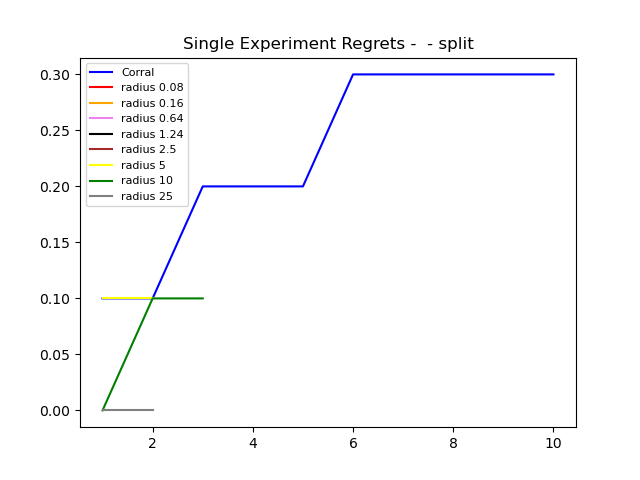 Single Experiment Regrets -  - split
0.30
0.25
0.20
0.15
0.10
0.05
0.00
Corral
radius 0.08
radius 0.16
radius 0.64
radius 1.24
radius 2.5
radius 5
radius 10
radius 25
2 4 6 8 10